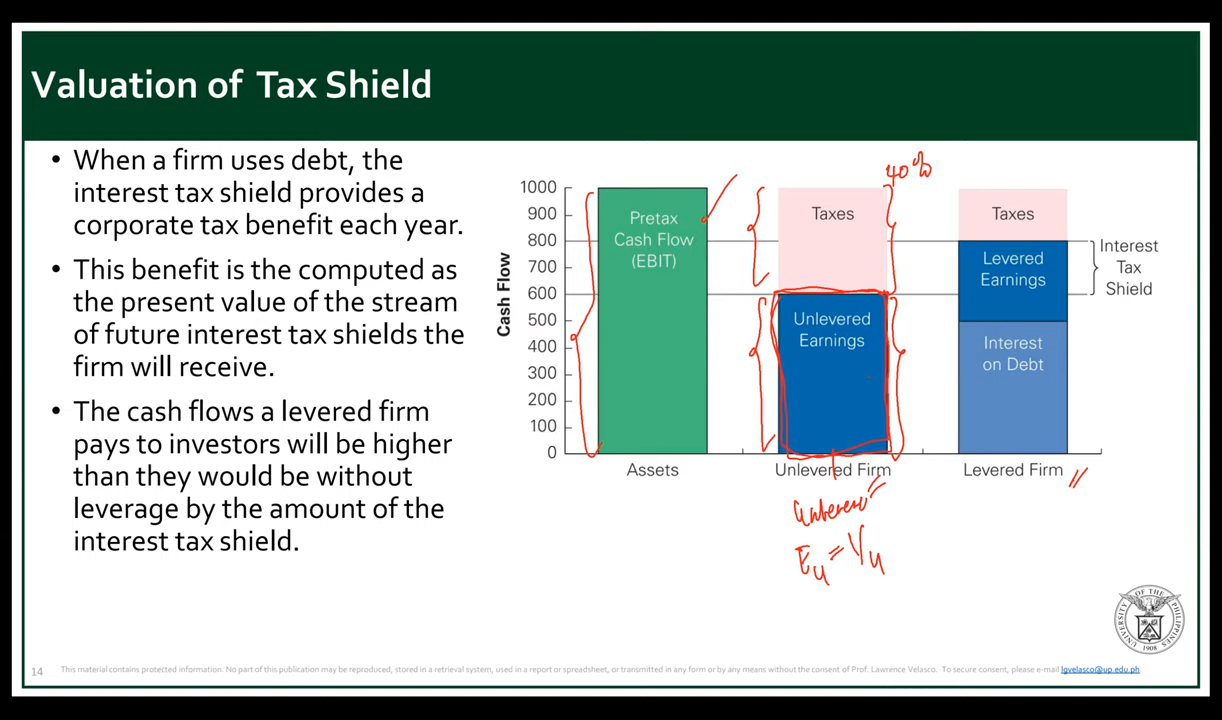 Valuation of Tax Shield
• When a firm uses debt, the
interest tax shield provides a
corporate tax benefit each year.
• This benefit is the computed as
the present value of the stream
of future interest tax shields the
firm will receive.
• The cash flows a levered firm
pays to investors will be higher
than they would be without
leverage by the amount of the
interest tax shield.
Cash Flow
1000
900
800
700
600
500
400
300
200
100
0
Pretax
Cash Flow
(EBIT)
Assets
40%
Taxes
Unlevered
Earnings
Unlevered Firm
E_U = V_U
Taxes
Levered
Earnings
Interest
on Debt
Levered Firm
Interest
Tax
Shield
UNIVERSITY OF THE PHILIPPINES
1908
14
This material contains protected information. No part of this publication may be reproduced, stored in a retrieval system, used in a report or spreadsheet, or transmitted in any form or by any means without the consent of Prof. Lawrence Velasco. To secure consent, please e-mail lgvelasco@up.edu.ph